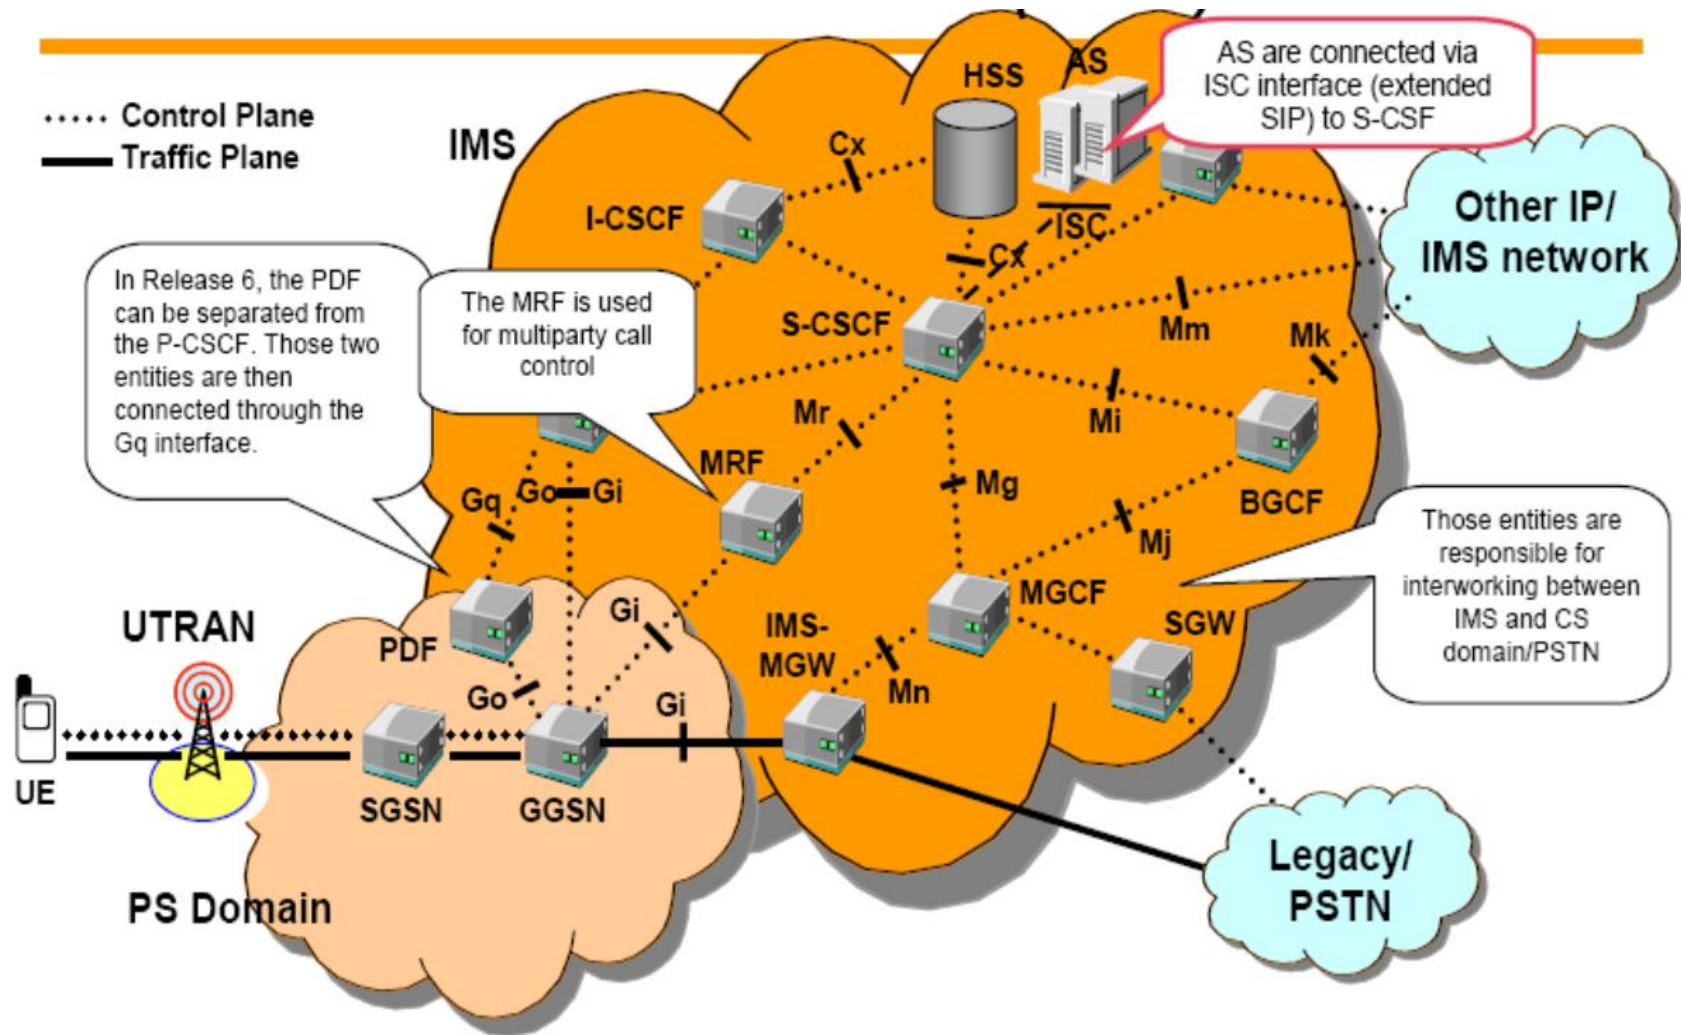 Control Plane
Traffic Plane
IMS
HSS
AS
AS are connected via
ISC interface (extended
SIP) to S-CSF
Cx
I-CSCF
ISC
Cx
Other IP/
IMS network
In Release 6, the PDF
can be separated from
the P-CSCF. Those two
entities are then
connected through the
Gq interface.
The MRF is used
for multiparty call
control
S-CSCF
Mm
Mk
Mr
Mi
MRF
Mg
BGCF
Gq
Go
Gi
Mj
Those entities are
responsible for
interworking between
IMS and CS
domain/PSTN
UTRAN
PDF
Gi
IMS-
MGW
MGCF
SGW
Go
Gi
Mn
UE
SGSN
GGSN
PS Domain
Legacy/
PSTN